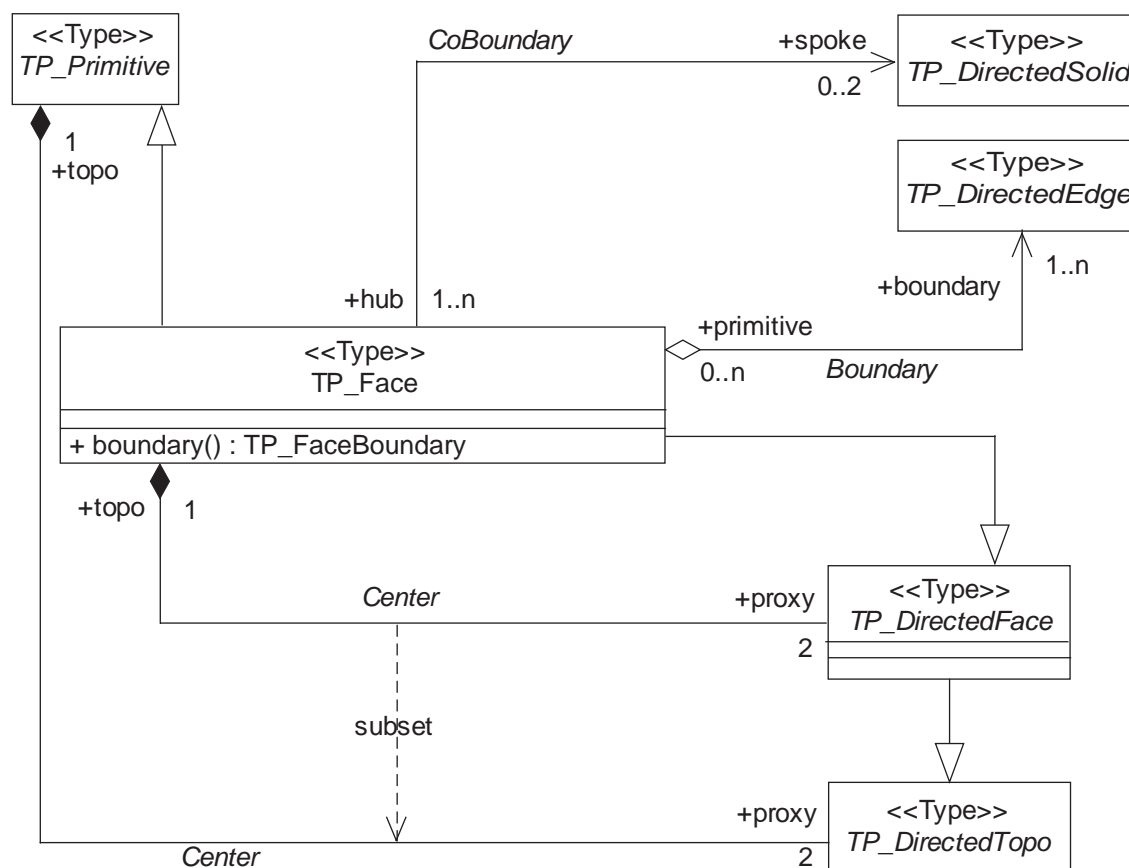 <<Type>>
TP_Primitive
CoBoundary
+spoke
0..2
<<Type>>
TP_DirectedSolid
1
+topo
<<Type>>
TP_DirectedEdge
1..n
+boundary
+hub
1..n
+primitive
0..n
Boundary
<<Type>>
TP_Face
+ boundary() : TP_FaceBoundary
+topo
1
Center
+proxy
2
<<Type>>
TP_DirectedFace
subset
+proxy
2
Center
<<Type>>
TP_DirectedTopo